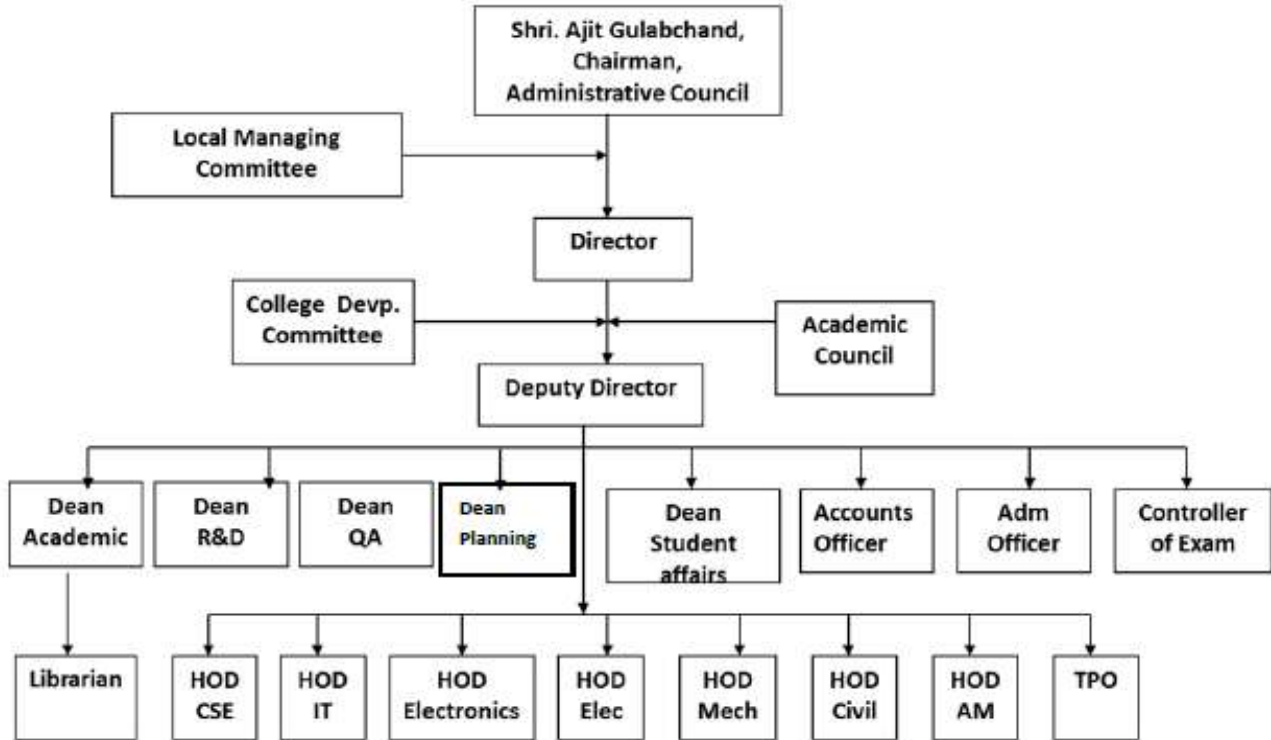 Shri. Ajit Gulabchand,
Chairman,
Administrative Council
Local Managing
Committee
Director
College Devp.
Committee
Academic
Council
Deputy Director
Dean
Academic
Dean
R&D
Dean
QA
Dean
Planning
Dean
Student
affairs
Accounts
Officer
Adm
Officer
Controller
of Exam
Librarian
HOD
CSE
HOD
IT
HOD
Electronics
HOD
Elec
HOD
Mech
HOD
Civil
HOD
AM
TPO